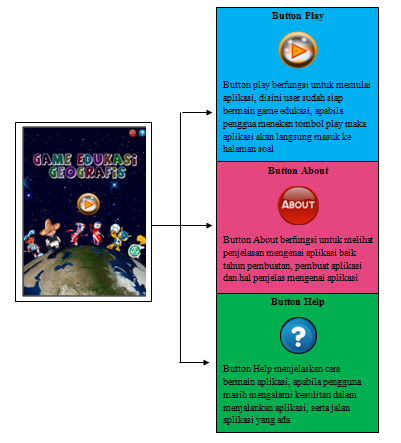 GAME EDUKASI
GEOGRAFIS
Button Play
Button play berfungsi untuk memulai
aplikasi, disini user sudah siap
bermain game edukasi, apabila
penggua menekan tombol play maka
aplikasi akan langsung masuk ke
halaman soal
Button About
ABOUT
Button About berfungsi untuk melihat
penjelasan mengenai aplikasi baik
tahun pembuatan, pembuat aplikasi
dan hal penjelas mengenai aplikasi
Button Help
?
Button Help menjelaskan cara
bermain aplikasi, apabila pengguna
masih mengalami kesulitan dalam
menjalankan aplikasi, serta jalan
aplikasi yang ada